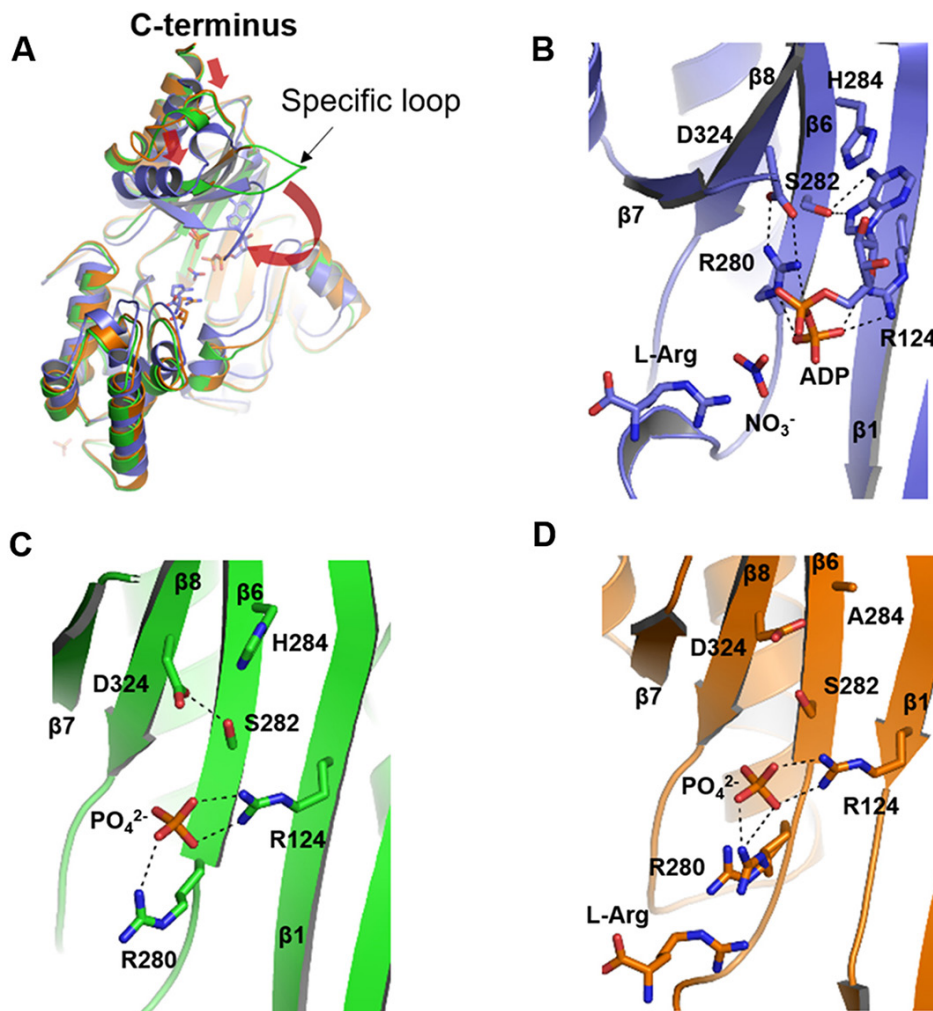 A
C-terminus
Specific loop
B
β8
H284
β6
D324
S282
β7
R280
R124
L-Arg
ADP
NO3-
β1
C
β8
β6
H284
D324
S282
β7
PO42-
R124
R280
β1
D
β6
β8
A284
D324
S282
β7
β1
PO42-
R124
R280
L-Arg